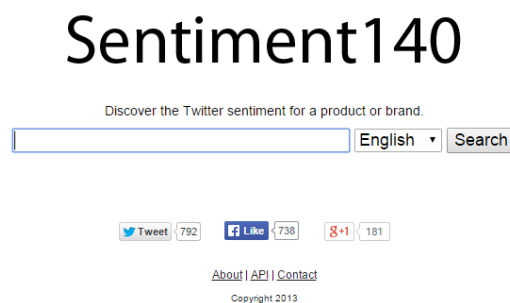 Sentiment140
Discover the Twitter sentiment for a product or brand.
English Search
Tweet 792 Like 738 g+1 181
About | API | Contact
Copyright 2013